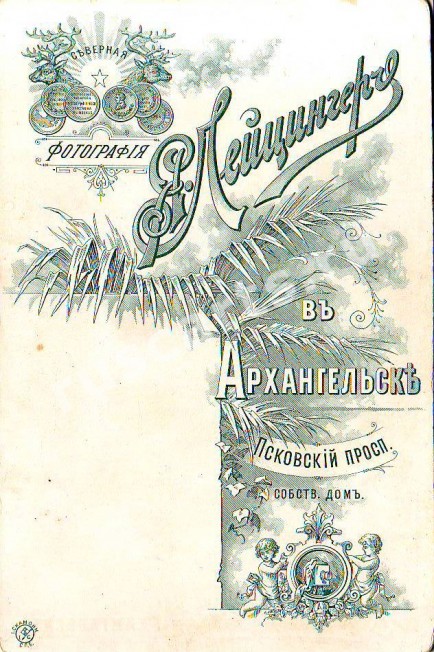 СѢВЕРНАЯ
ФОТОГРАФІЯ
Я. Лейцингеръ
ВЪ
АРХАНГЕЛЬСКѢ
ПСКОВСКІЙ ПРОСП.
СОБСТВ. ДОМЪ.